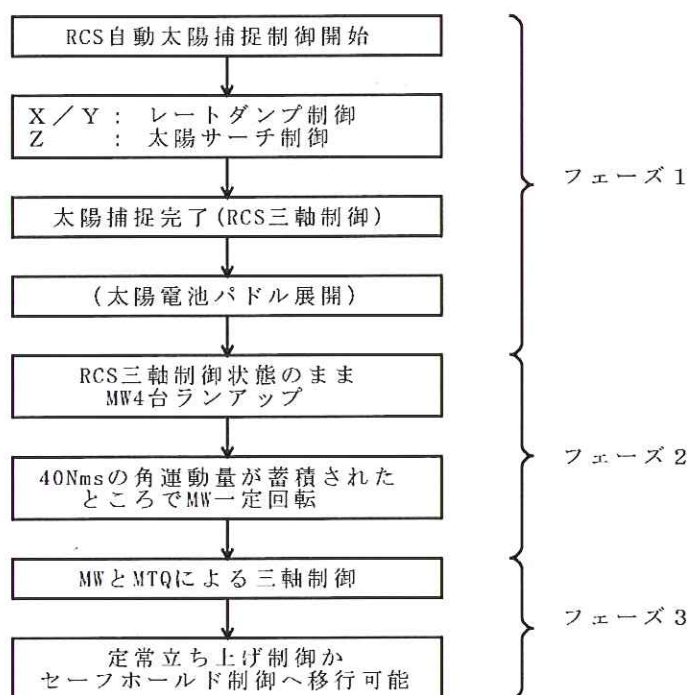 RCS自動太陽捕捉制御開始
X/Y: レートダンプ制御
Z : 太陽サーチ制御
太陽捕捉完了(RCS三軸制御)
(太陽電池パドル展開)
フェーズ1
RCS三軸制御状態のまま
MW4台ランアップ
40Nmsの角運動量が蓄積された
ところでMW一定回転
フェーズ2
MWとMTQによる三軸制御
定常立ち上げ制御か
セーフホールド制御へ移行可能
フェーズ3